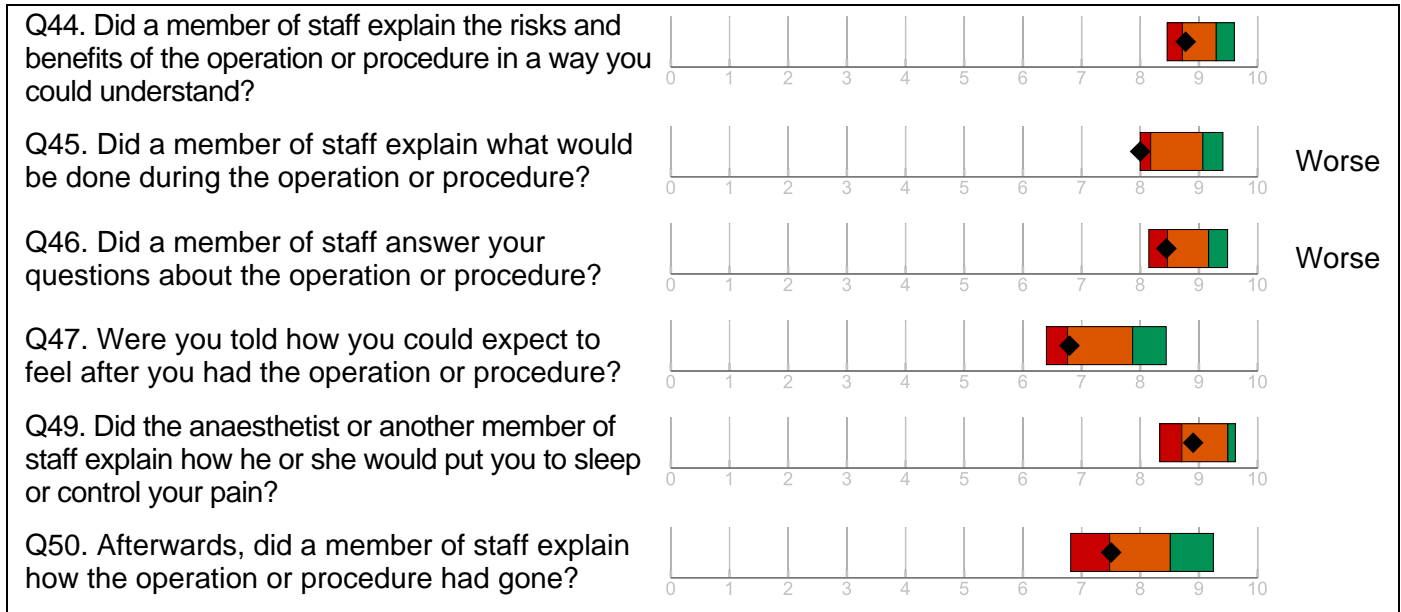 Q44. Did a member of staff explain the risks and
benefits of the operation or procedure in a way you
could understand?
0 1 2 3 4 5 6 7 8 9 10
Q45. Did a member of staff explain what would
be done during the operation or procedure?
Worse
0 1 2 3 4 5 6 7 8 9 10
Q46. Did a member of staff answer your
questions about the operation or procedure?
Worse
0 1 2 3 4 5 6 7 8 9 10
Q47. Were you told how you could expect to
feel after you had the operation or procedure?
0 1 2 3 4 5 6 7 8 9 10
Q49. Did the anaesthetist or another member of
staff explain how he or she would put you to sleep
or control your pain?
0 1 2 3 4 5 6 7 8 9 10
Q50. Afterwards, did a member of staff explain
how the operation or procedure had gone?
0 1 2 3 4 5 6 7 8 9 10